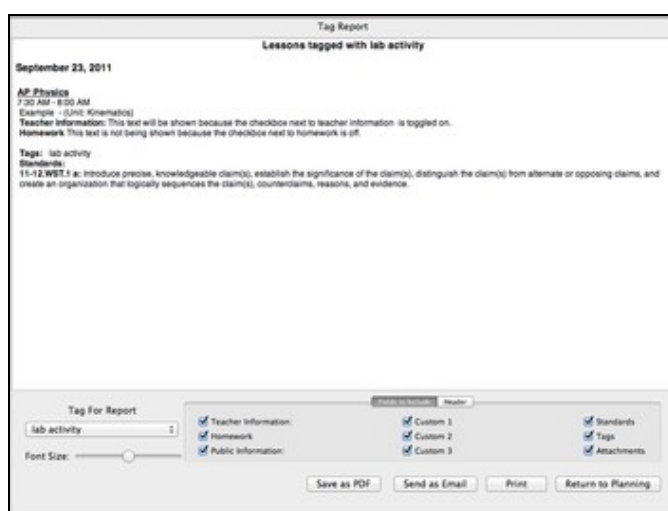 Tag Report
Lessons tagged with lab activity
September 23, 2011
AP Physics
7:30 AM - 8:00 AM
Example - (Unit: Kinematics)
Teacher Information: This text will be shown because the checkbox next to teacher information is toggled on.
Homework This text is not being shown because the checkbox next to homework is off.
Tags: lab activity
Standards:
11-12.WST.1 a: Introduce precise, knowledgeable claim(s), establish the significance of the claim(s), distinguish the claim(s) from alternate or opposing claims, and
create an organization that logically sequences the claim(s), counterclaims, reasons, and evidence.
Fields to Include Header
Tag For Report
lab activity
Font Size:
Teacher Information: Custom 1 Standards
Homework Custom 2 Tags
Public Information: Custom 3 Attachments
Save as PDF Send as Email Print Return to Planning